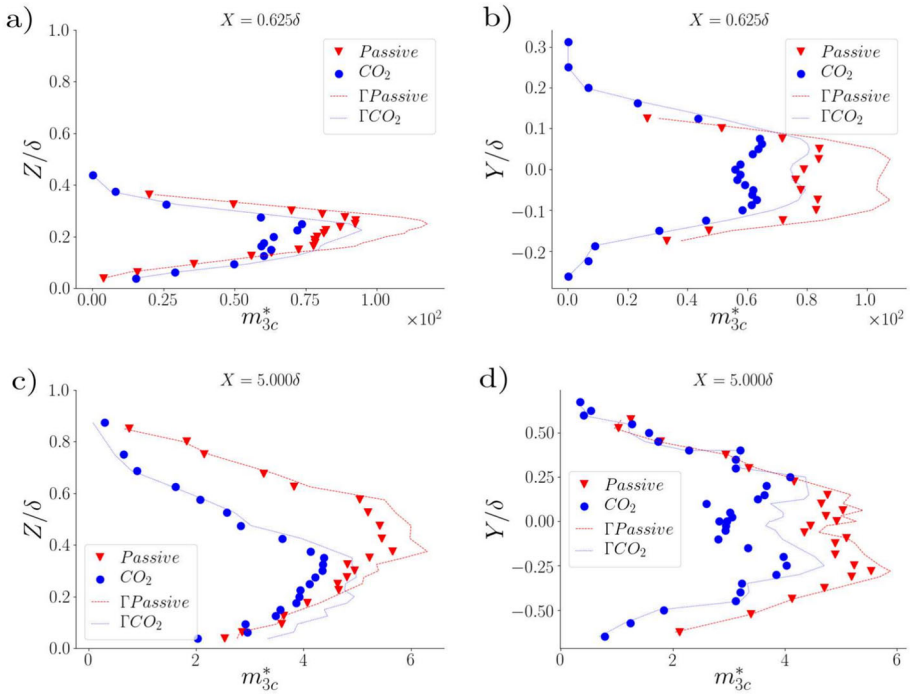 a)
X = 0.625δ
Z/δ
1.0
0.8
0.6
0.4
0.2
0.0
Passive
CO₂
ΓPassive
ΓCO₂
0.00 0.25 0.50 0.75 1.00
m*₃c
×10²
b)
X = 0.625δ
Y/δ
0.3
0.2
0.1
0.0
−0.1
−0.2
−0.3
Passive
CO₂
ΓPassive
ΓCO₂
0.0 0.2 0.4 0.6 0.8 1.0
m*₃c
×10²
c)
X = 5.000δ
Z/δ
1.0
0.8
0.6
0.4
0.2
0.0
Passive
CO₂
ΓPassive
ΓCO₂
0 2 4 6
m*₃c
d)
X = 5.000δ
Y/δ
0.50
0.25
0.00
−0.25
−0.50
Passive
CO₂
ΓPassive
ΓCO₂
0 2 4 6
m*₃c